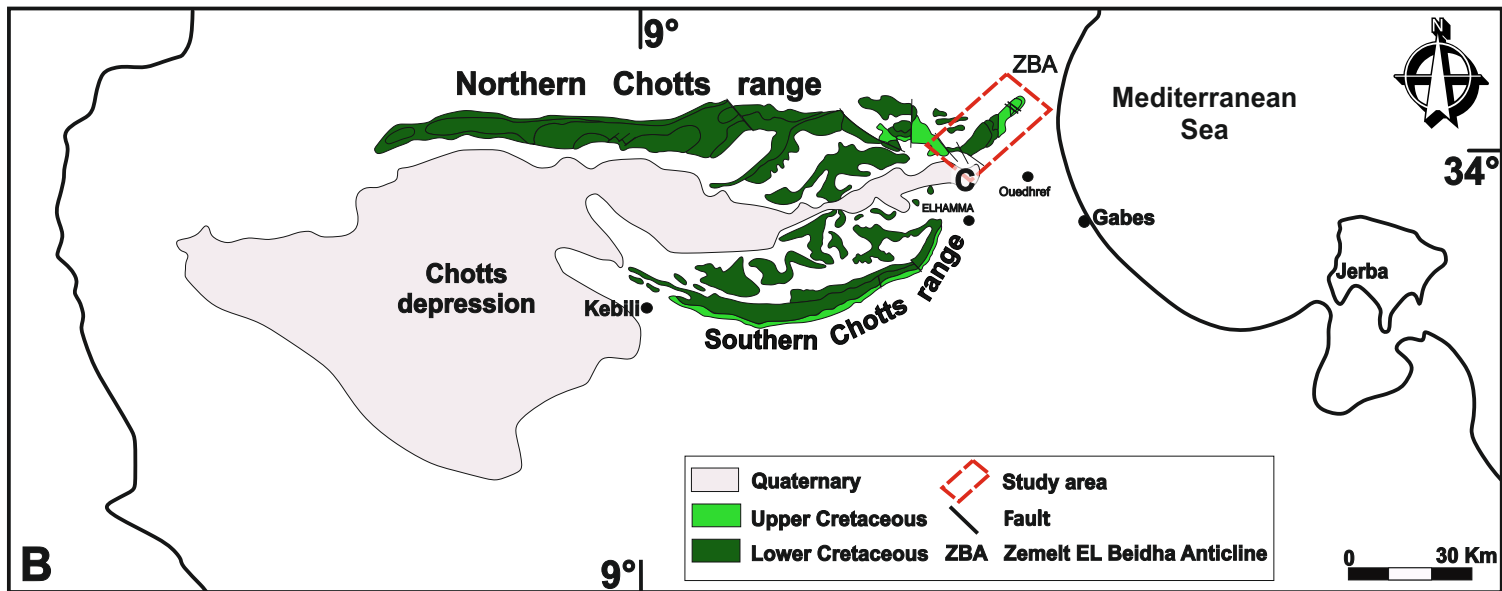 9°
N
ZBA
Northern Chotts range
Mediterranean
Sea
34°
C
Ouedhref
ELHAMMA
Gabes
Jerba
Chotts
depression
Kebili
Southern Chotts range
Quaternary
Study area
Upper Cretaceous
Fault
Lower Cretaceous
ZBA Zemelt EL Beidha Anticline
B
9°
0 30 Km